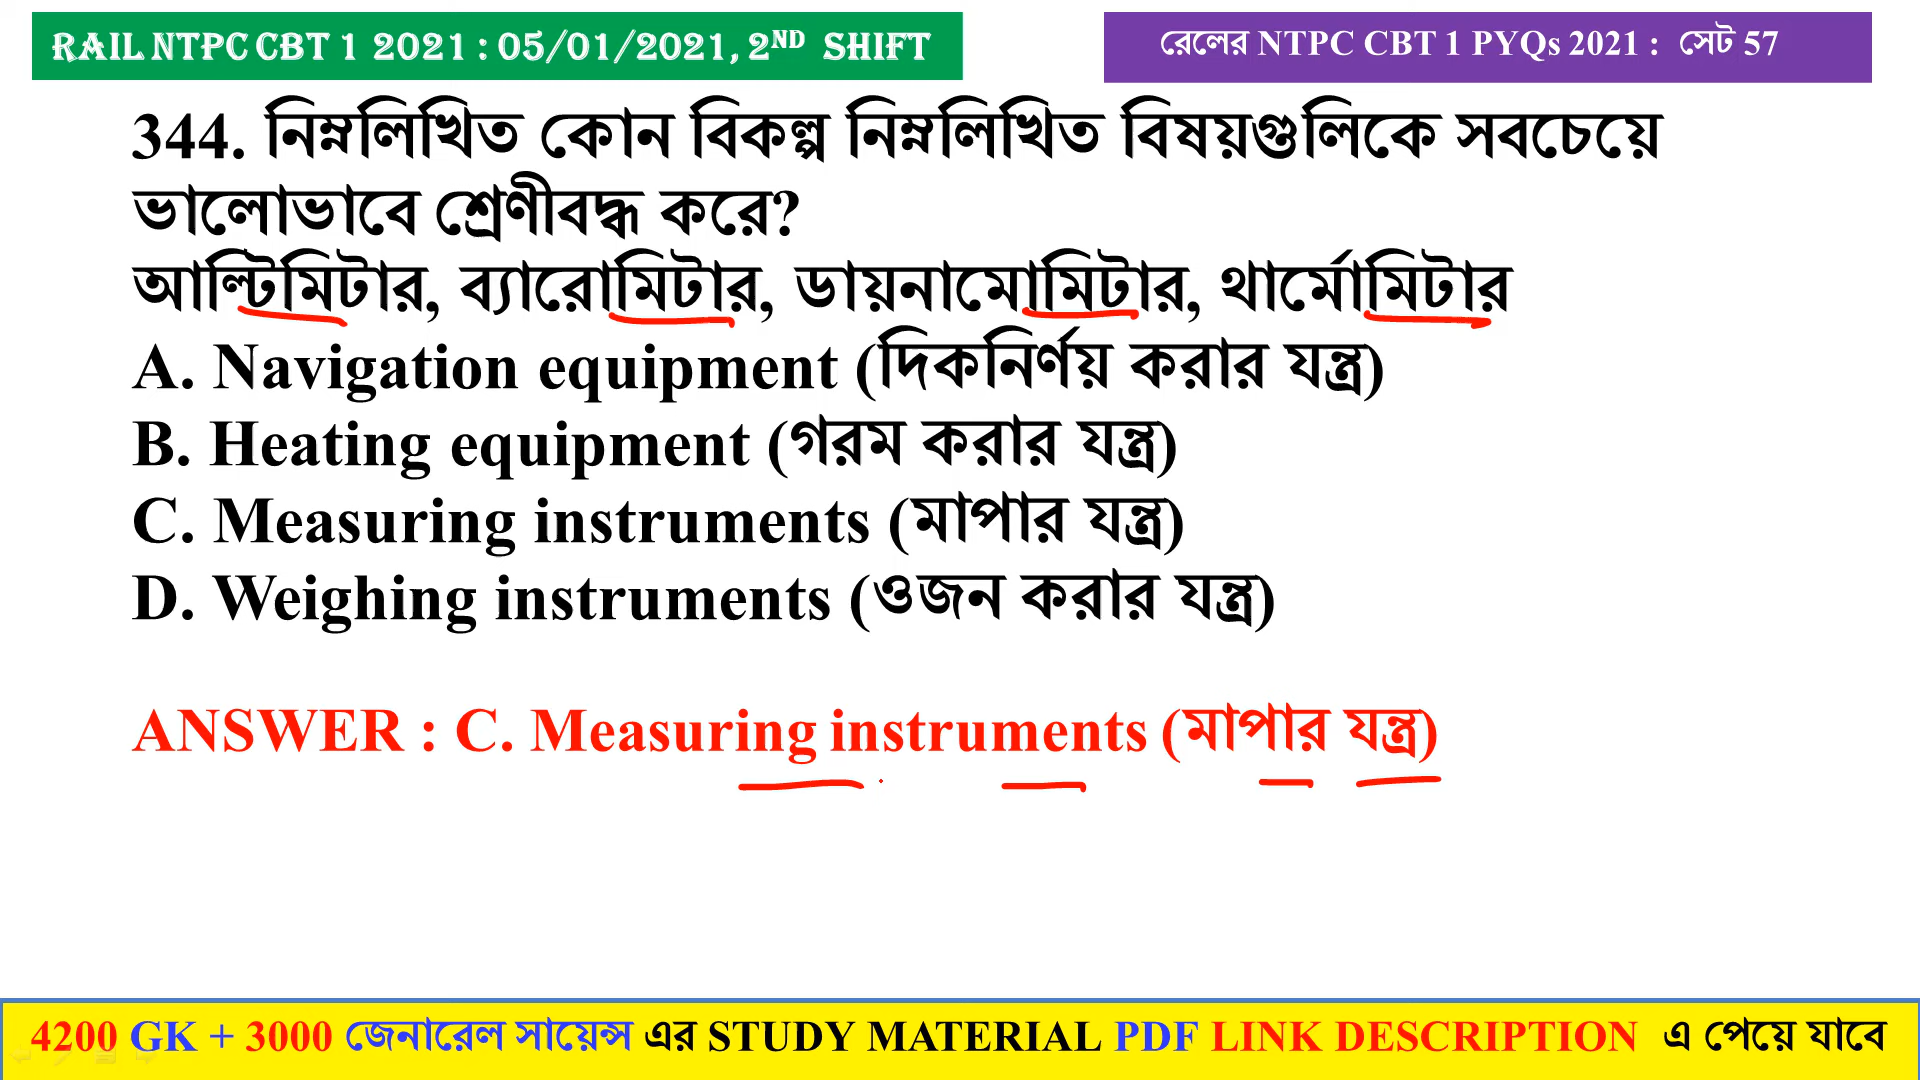 RAIL NTPC CBT 1 2021 : 05/01/2021, 2ND SHIFT
রেলের NTPC CBT 1 PYQs 2021 : সেট 57
344. নিম্নলিখিত কোন বিকল্প নিম্নলিখিত বিষয়গুলিকে সবচেয়ে
ভালোভাবে শ্রেণীবদ্ধ করে?
আল্টিমিটার, ব্যারোমিটার, ডায়নামোমিটার, থার্মোমিটার
A. Navigation equipment (দিকনির্ণয় করার যন্ত্র)
B. Heating equipment (গরম করার যন্ত্র)
C. Measuring instruments (মাপার যন্ত্র)
D. Weighing instruments (ওজন করার যন্ত্র)
ANSWER : C. Measuring instruments (মাপার যন্ত্র)
4200 GK + 3000 জেনারেল সায়েন্স এর STUDY MATERIAL PDF LINK DESCRIPTION এ পেয়ে যাবে